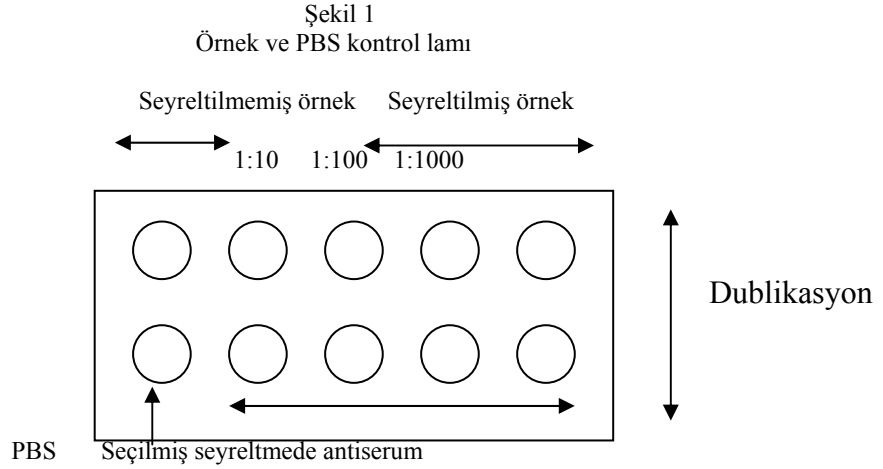 Şekil 1
Örnek ve PBS kontrol lamı
Seyreltilmemiş örnek Seyreltilmiş örnek
1:10 1:100 1:1000
Dublikasyon
PBS Seçilmiş seyreltmede antiserum